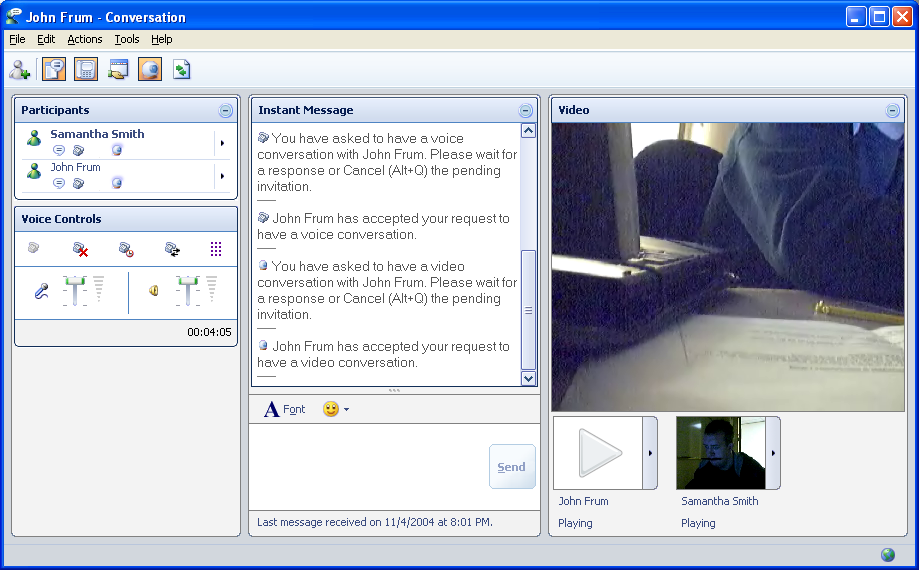 John Frum - Conversation
File Edit Actions Tools Help
Participants
Samantha Smith
John Frum
Voice Controls
00:04:05
Instant Message
You have asked to have a voice
conversation with John Frum. Please wait for
a response or Cancel (Alt+Q) the pending
invitation.
John Frum has accepted your request to
have a voice conversation.
You have asked to have a video
conversation with John Frum. Please wait for
a response or Cancel (Alt+Q) the pending
invitation.
John Frum has accepted your request to
have a video conversation.
A Font
Send
Last message received on 11/4/2004 at 8:01 PM.
Video
John Frum
Playing
Samantha Smith
Playing